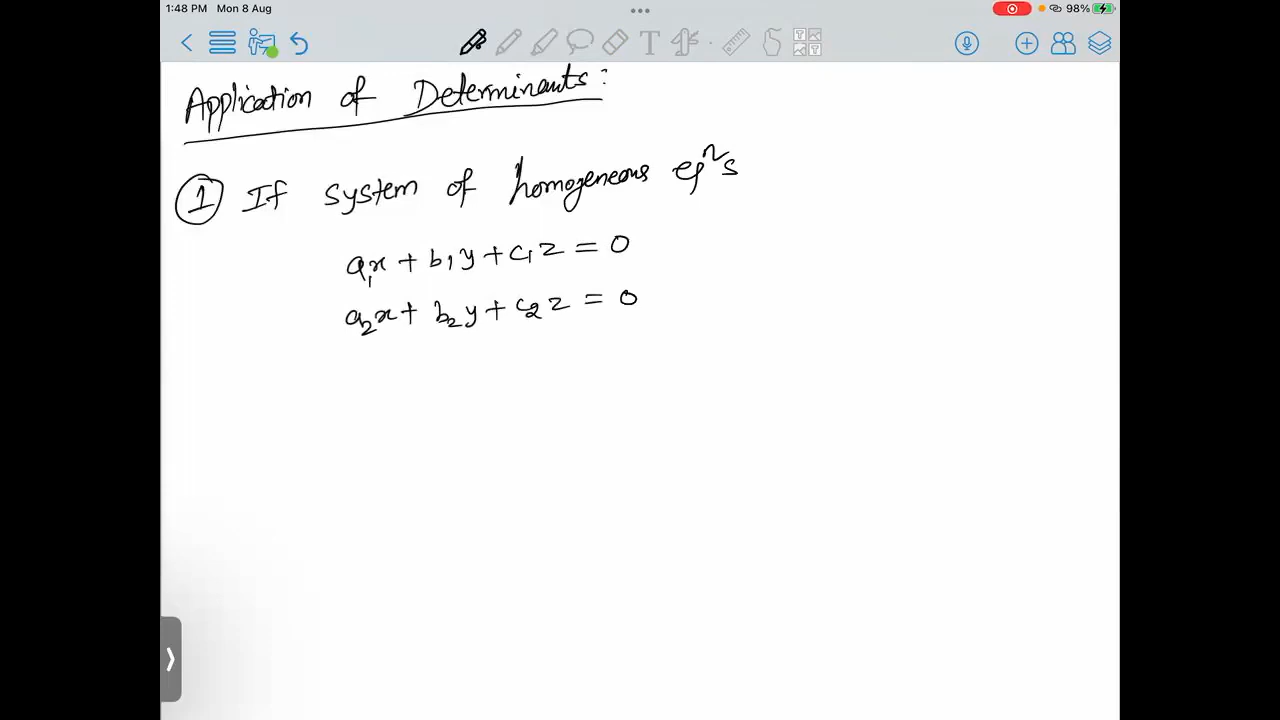 1:48 PM Mon 8 Aug
98%
Application of Determinants:
① If system of homogeneous eqⁿs
a₁x + b₁y + c₁z = 0
a₂x + b₂y + c₂z = 0